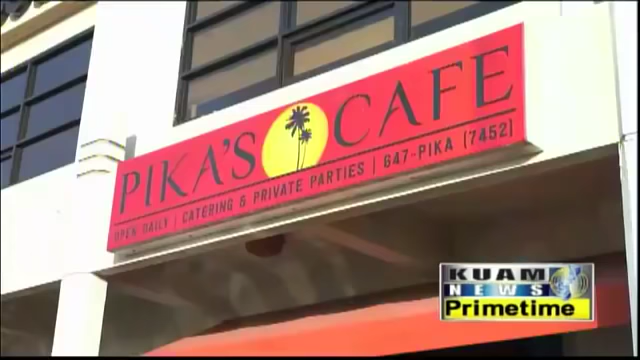 PIKA'S CAFE
OPEN DAILY | CATERING & PRIVATE PARTIES | 647-PIKA (7452)
KUAM
NEWS
Primetime